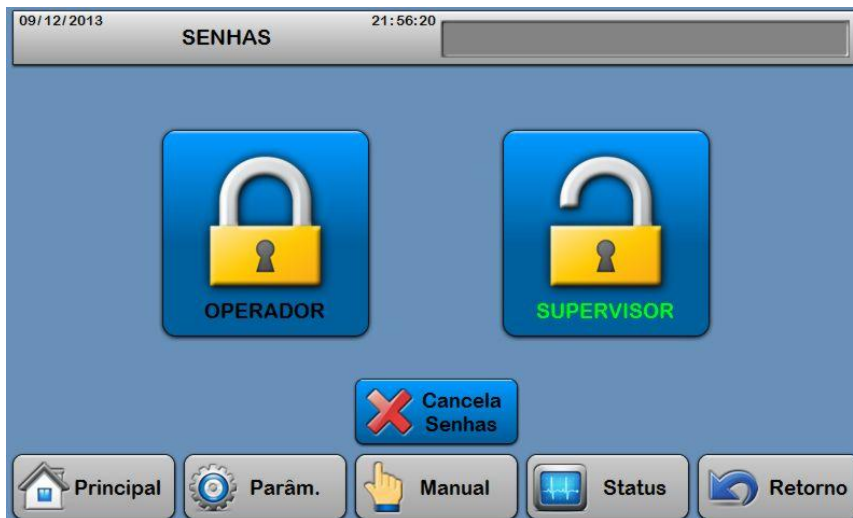 09/12/2013 21:56:20
SENHAS
OPERADOR SUPERVISOR
Cancela
Senhas
Principal Parâm. Manual Status Retorno